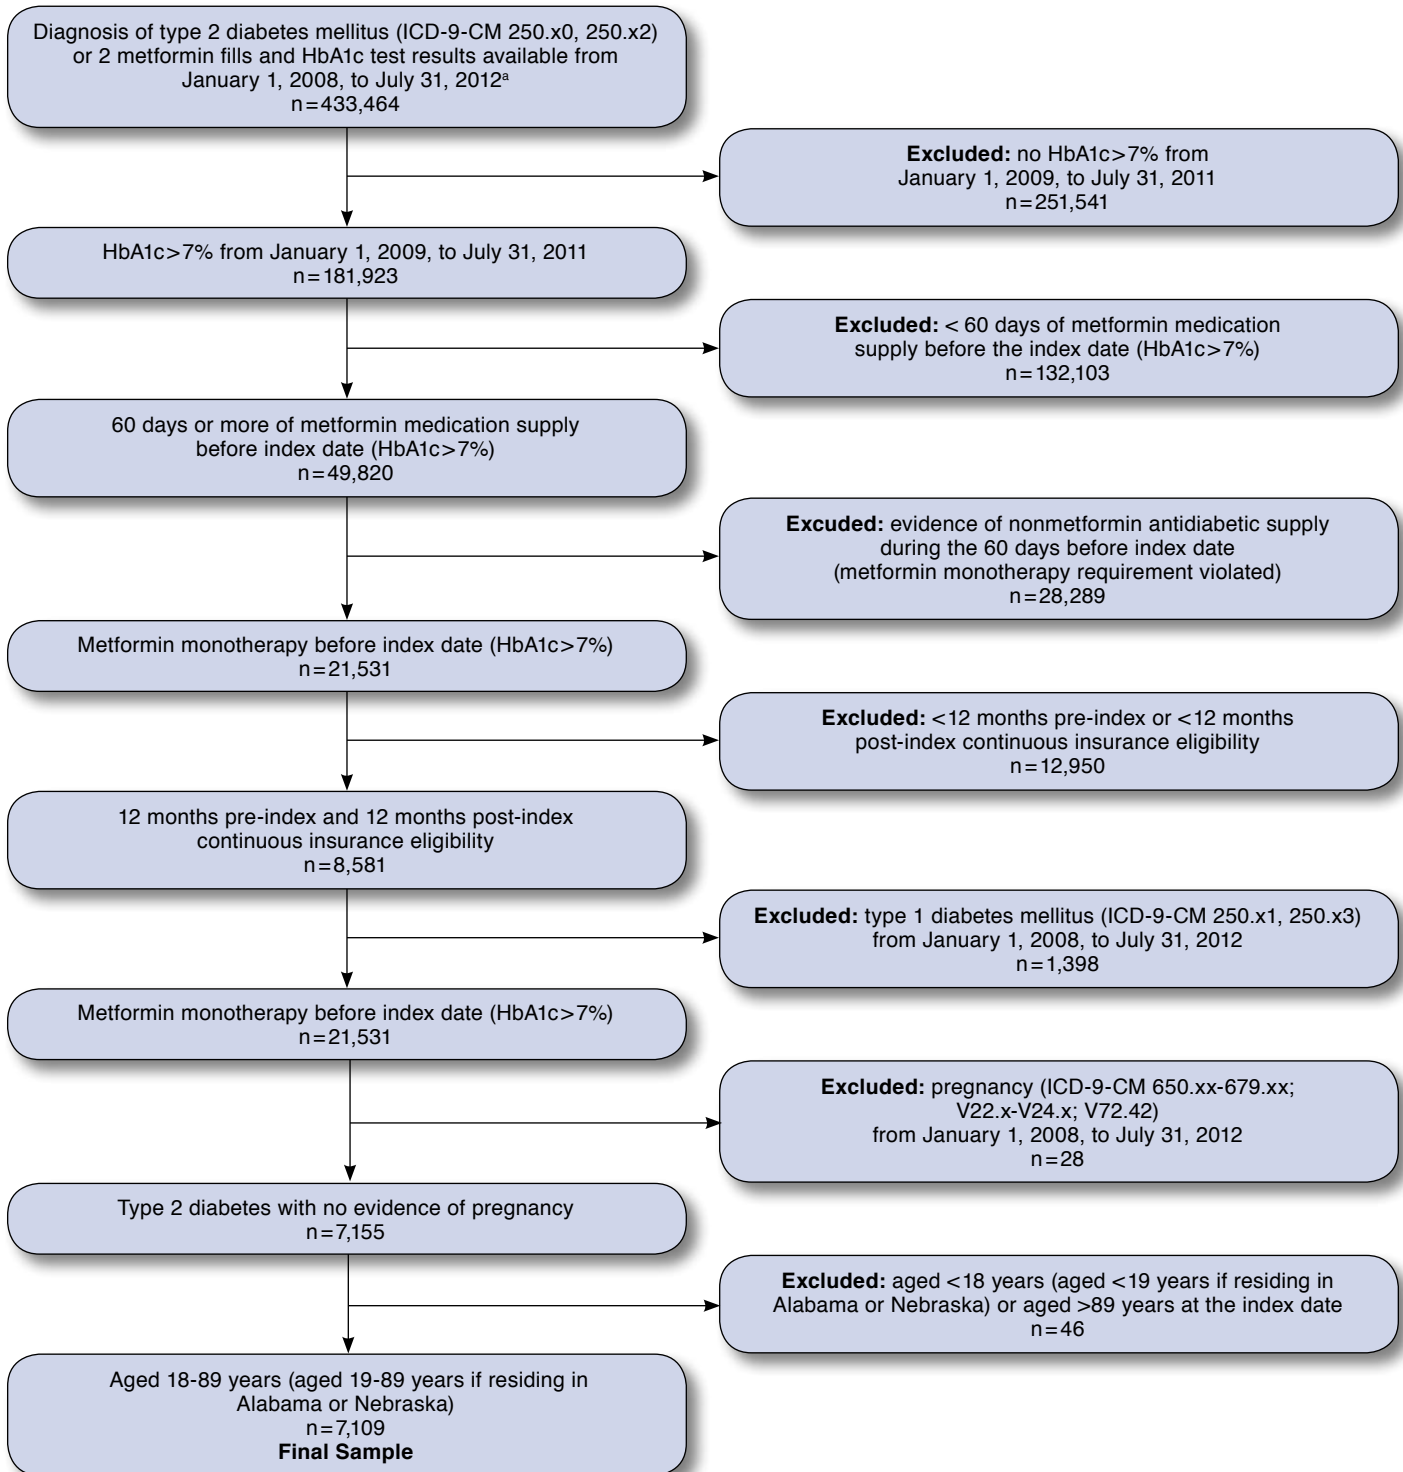 Diagnosis of type 2 diabetes mellitus (ICD-9-CM 250.x0, 250.x2)
or 2 metformin fills and HbA1c test results available from
January 1, 2008, to July 31, 2012ᵃ
n=433,464
Excluded: no HbA1c>7% from
January 1, 2009, to July 31, 2011
n=251,541
HbA1c>7% from January 1, 2009, to July 31, 2011
n=181,923
Excluded: < 60 days of metformin medication
supply before the index date (HbA1c>7%)
n=132,103
60 days or more of metformin medication supply
before index date (HbA1c>7%)
n=49,820
Excuded: evidence of nonmetformin antidiabetic supply
during the 60 days before index date
(metformin monotherapy requirement violated)
n=28,289
Metformin monotherapy before index date (HbA1c>7%)
n=21,531
Excluded: <12 months pre-index or <12 months
post-index continuous insurance eligibility
n=12,950
12 months pre-index and 12 months post-index
continuous insurance eligibility
n=8,581
Excluded: type 1 diabetes mellitus (ICD-9-CM 250.x1, 250.x3)
from January 1, 2008, to July 31, 2012
n=1,398
Metformin monotherapy before index date (HbA1c>7%)
n=21,531
Excluded: pregnancy (ICD-9-CM 650.xx-679.xx;
V22.x-V24.x; V72.42)
from January 1, 2008, to July 31, 2012
n=28
Type 2 diabetes with no evidence of pregnancy
n=7,155
Excluded: aged <18 years (aged <19 years if residing in
Alabama or Nebraska) or aged >89 years at the index date
n=46
Aged 18-89 years (aged 19-89 years if residing in
Alabama or Nebraska)
n=7,109
Final Sample